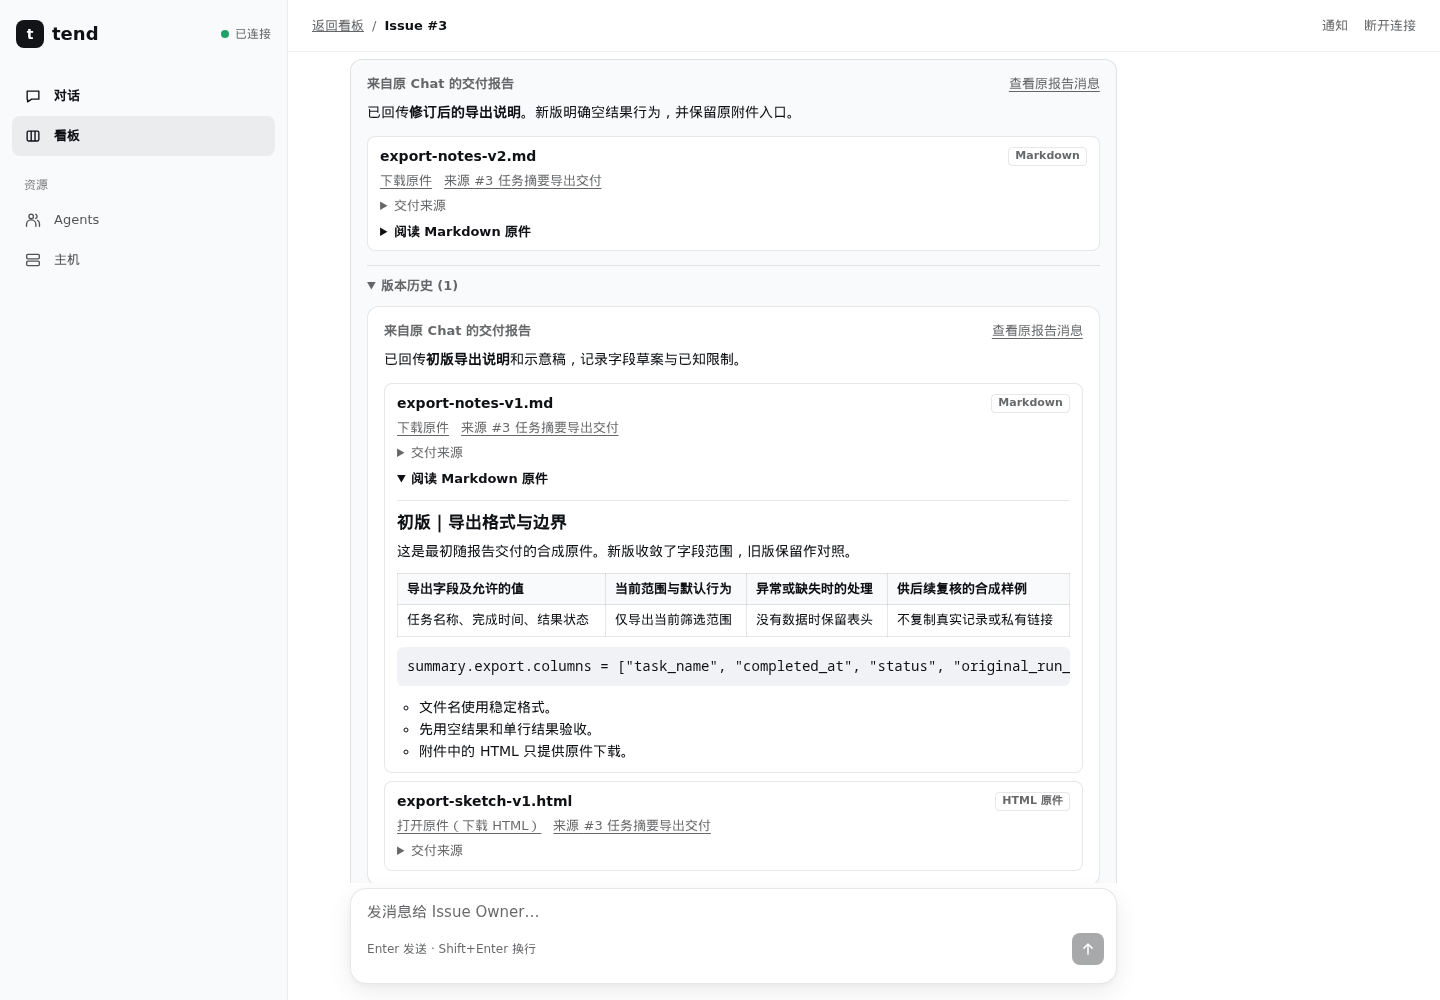 t tend
已连接
对话
看板
资源
Agents
主机
返回看板 / Issue #3
通知 断开连接
来自原 Chat 的交付报告 查看原报告消息
已回传修订后的导出说明。新版明确空结果行为，并保留原附件入口。
export-notes-v2.md Markdown
下载原件 来源 #3 任务摘要导出交付
▶ 交付来源
▶ 阅读 Markdown 原件
▼ 版本历史 (1)
来自原 Chat 的交付报告 查看原报告消息
已回传初版导出说明和示意稿，记录字段草案与已知限制。
export-notes-v1.md Markdown
下载原件 来源 #3 任务摘要导出交付
▶ 交付来源
▼ 阅读 Markdown 原件
初版｜导出格式与边界
这是最初随报告交付的合成原件。新版收敛了字段范围，旧版保留作对照。
导出字段及允许的值 当前范围与默认行为 异常或缺失时的处理 供后续复核的合成样例
任务名称、完成时间、结果状态 仅导出当前筛选范围 没有数据时保留表头 不复制真实记录或私有链接
summary.export.columns = ["task_name", "completed_at", "status", "original_run_
◦ 文件名使用稳定格式。
◦ 先用空结果和单行结果验收。
◦ 附件中的 HTML 只提供原件下载。
export-sketch-v1.html HTML 原件
打开原件（下载 HTML） 来源 #3 任务摘要导出交付
▶ 交付来源
发消息给 Issue Owner…
Enter 发送 · Shift+Enter 换行